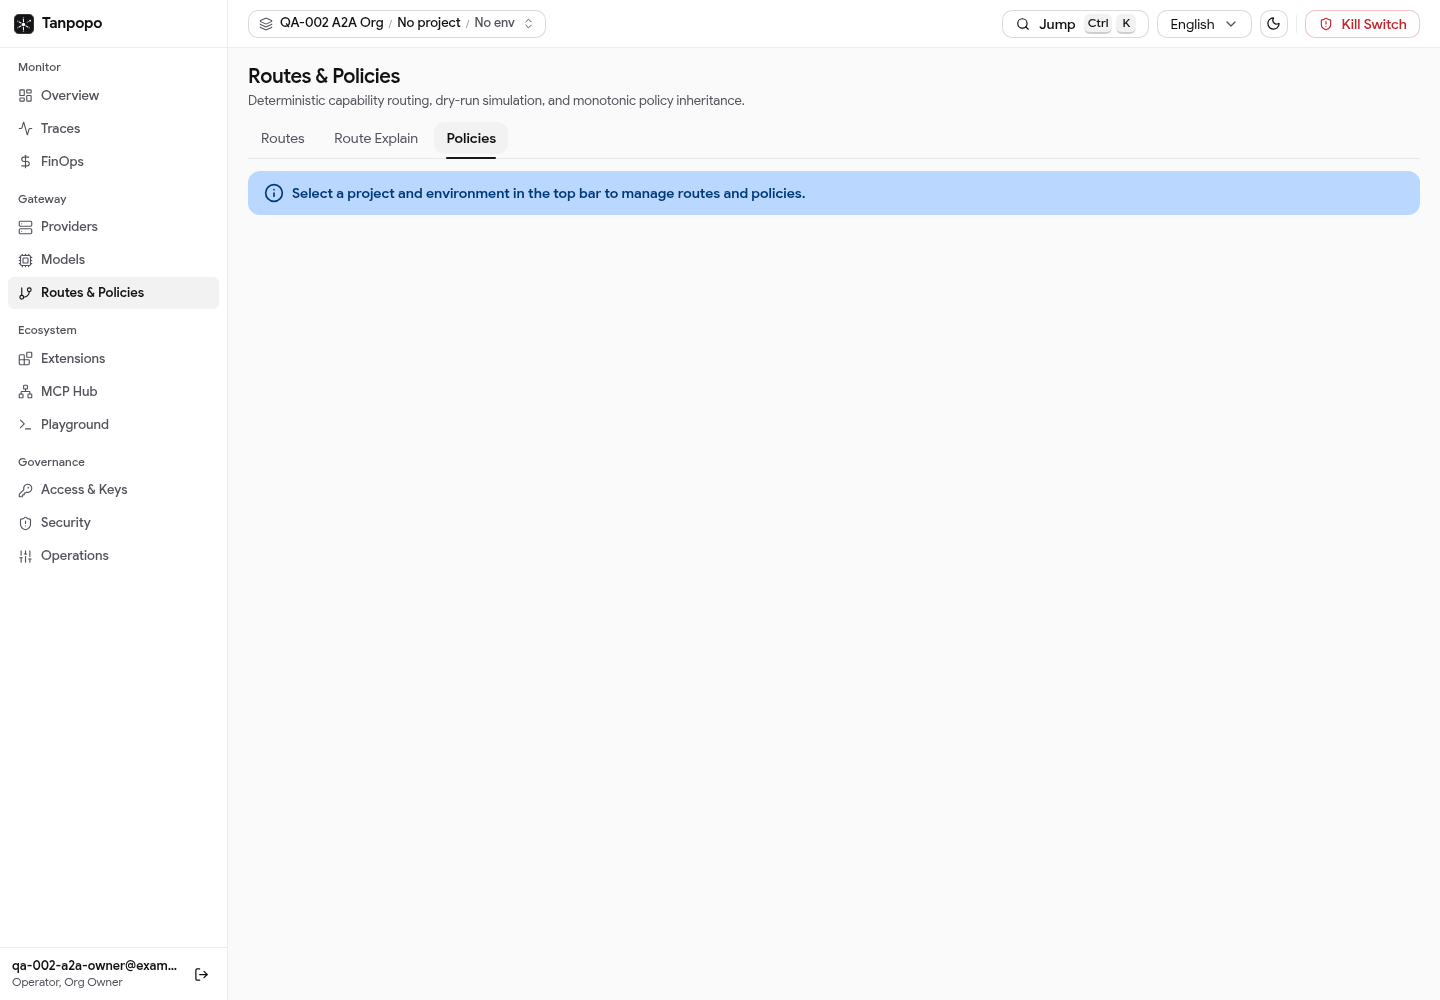 Tanpopo
QA-002 A2A Org / No project / No env
Jump Ctrl K
English
Kill Switch
Monitor
Overview
Traces
FinOps
Gateway
Providers
Models
Routes & Policies
Ecosystem
Extensions
MCP Hub
Playground
Governance
Access & Keys
Security
Operations
qa-002-a2a-owner@exam...
Operator, Org Owner
Routes & Policies
Deterministic capability routing, dry-run simulation, and monotonic policy inheritance.
Routes Route Explain Policies
Select a project and environment in the top bar to manage routes and policies.